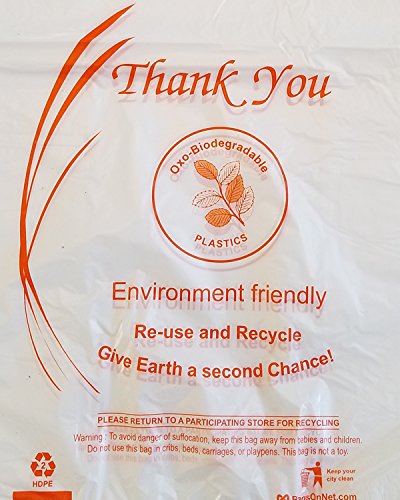 Thank You
Oxo-Biodegradable
PLASTICS
Environment friendly
Re-use and Recycle
Give Earth a second Chance!
PLEASE RETURN TO A PARTICIPATING STORE FOR RECYCLING
Warning : To avoid danger of suffocation, keep this bag away from babies and children.
Do not use this bag in cribs, beds, carriages, or playpens. This bag is not a toy.
2
HDPE
Keep your
city clean
BagsOnNet.com